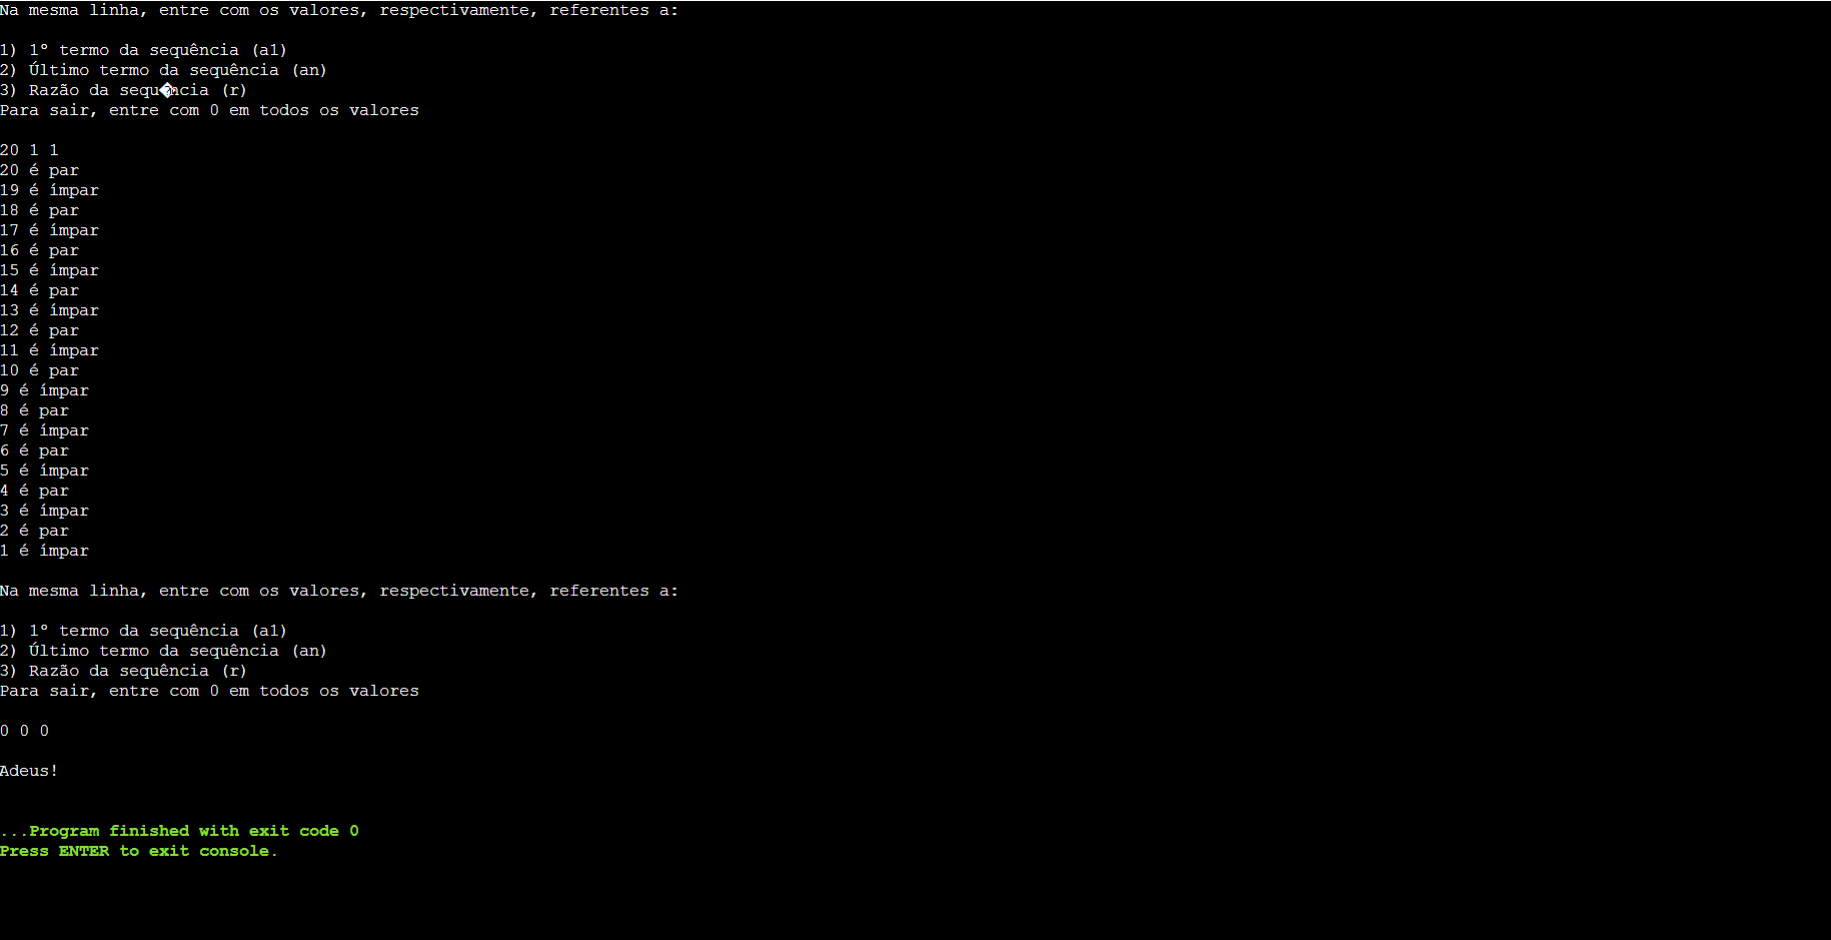 Na mesma linha, entre com os valores, respectivamente, referentes a:
1) 1° termo da sequência (a1)
2) Último termo da sequência (an)
3) Razão da sequ�ncia (r)
Para sair, entre com 0 em todos os valores
20 1 1
20 é par
19 é ímpar
18 é par
17 é ímpar
16 é par
15 é ímpar
14 é par
13 é ímpar
12 é par
11 é ímpar
10 é par
9 é ímpar
8 é par
7 é ímpar
6 é par
5 é ímpar
4 é par
3 é ímpar
2 é par
1 é ímpar
Na mesma linha, entre com os valores, respectivamente, referentes a:
1) 1° termo da sequência (a1)
2) Último termo da sequência (an)
3) Razão da sequência (r)
Para sair, entre com 0 em todos os valores
0 0 0
Adeus!
...Program finished with exit code 0
Press ENTER to exit console.